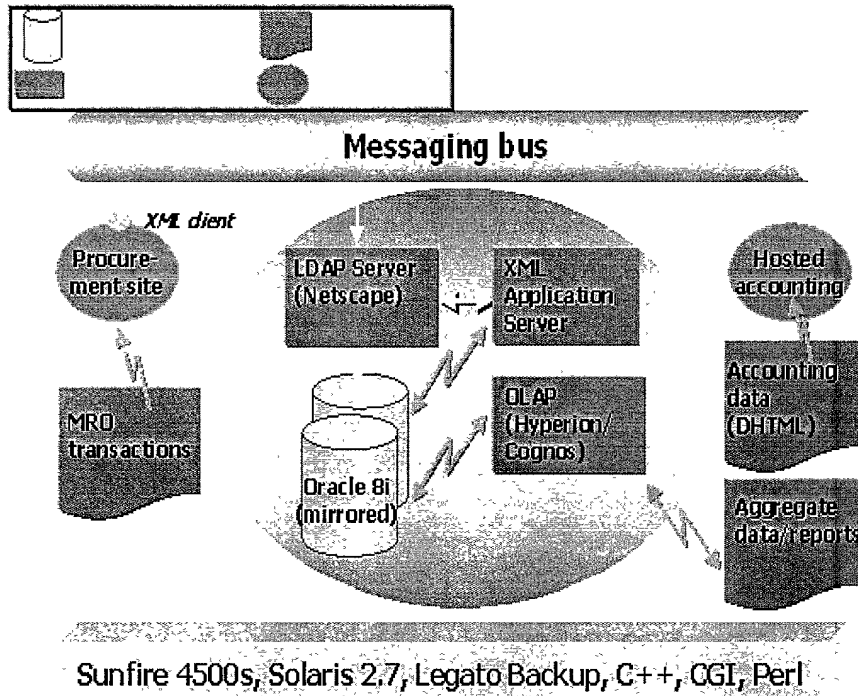 Messaging bus
XML client
Procure-
ment site
LDAP Server
(Netscape)
XML
Application
Server
Hosted
accounting
MRO
transactions
Oracle 8i
(mirrored)
OLAP
(Hyperion/
Cognos)
Accounting
data
(DHTML)
Aggregate
data/reports
Sunfire 4500s, Solaris 2.7, Legato Backup, C++, CGI, Perl